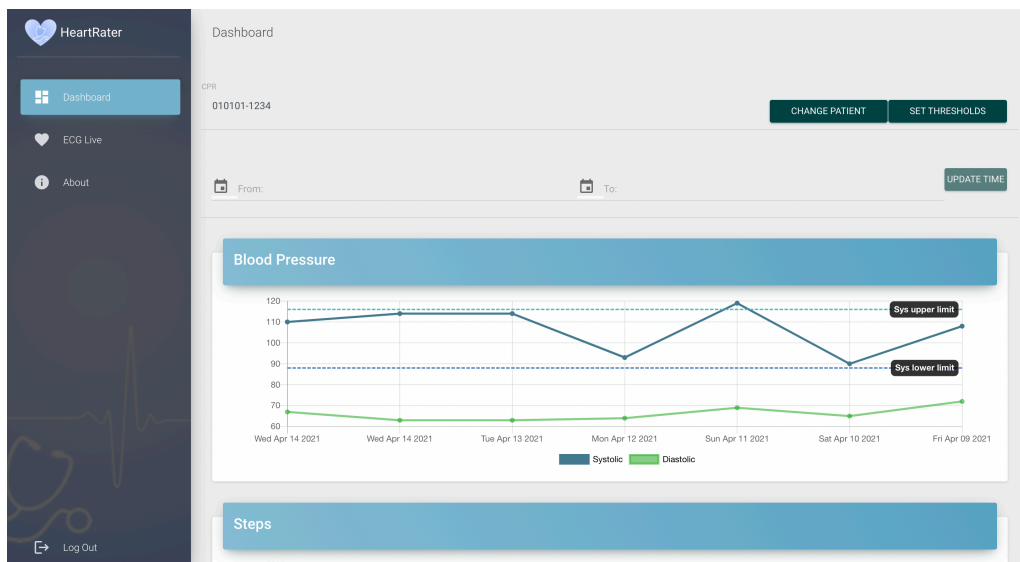 HeartRater
Dashboard
ECG Live
About
Log Out
Dashboard
CPR
010101-1234
CHANGE PATIENT
SET THRESHOLDS
From:
To:
UPDATE TIME
Blood Pressure
120
110
100
90
80
70
60
Sys upper limit
Sys lower limit
Wed Apr 14 2021
Wed Apr 14 2021
Tue Apr 13 2021
Mon Apr 12 2021
Sun Apr 11 2021
Sat Apr 10 2021
Fri Apr 09 2021
Systolic
Diastolic
Steps